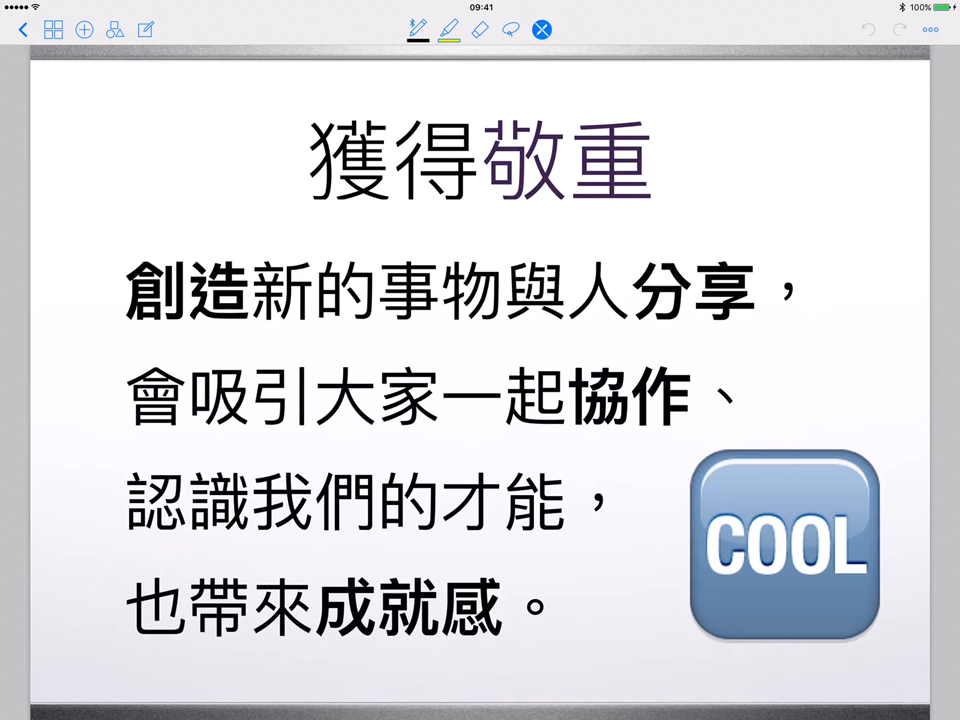 09:41
100%
獲得敬重
創造新的事物與人分享，
會吸引大家一起協作、
認識我們的才能，
也帶來成就感。
COOL